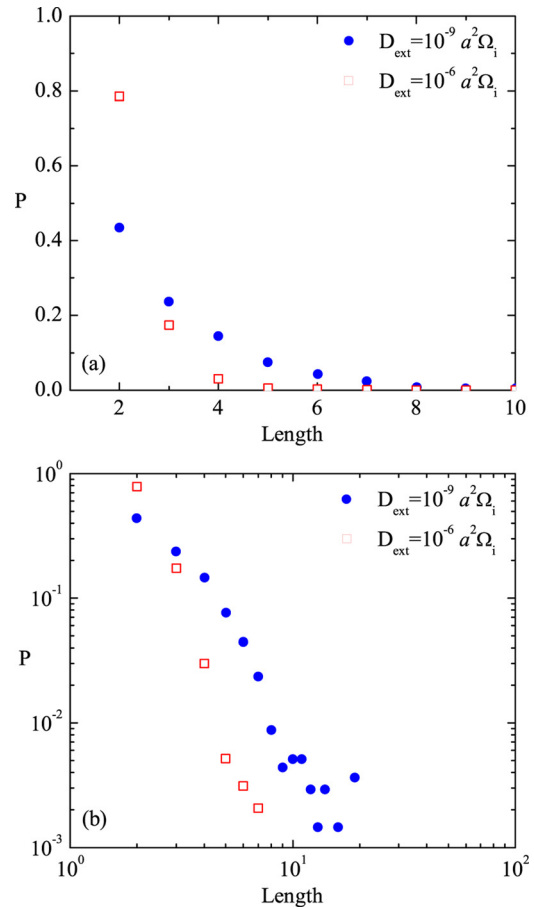 1.0
D_ext=10^-9 a^2Ω_i
D_ext=10^-6 a^2Ω_i
0.8
0.6
P
0.4
0.2
(a)
0.0
2 4 6 8 10
Length
10^0
D_ext=10^-9 a^2Ω_i
D_ext=10^-6 a^2Ω_i
10^-1
P
10^-2
(b)
10^-3
10^0 10^1 10^2
Length